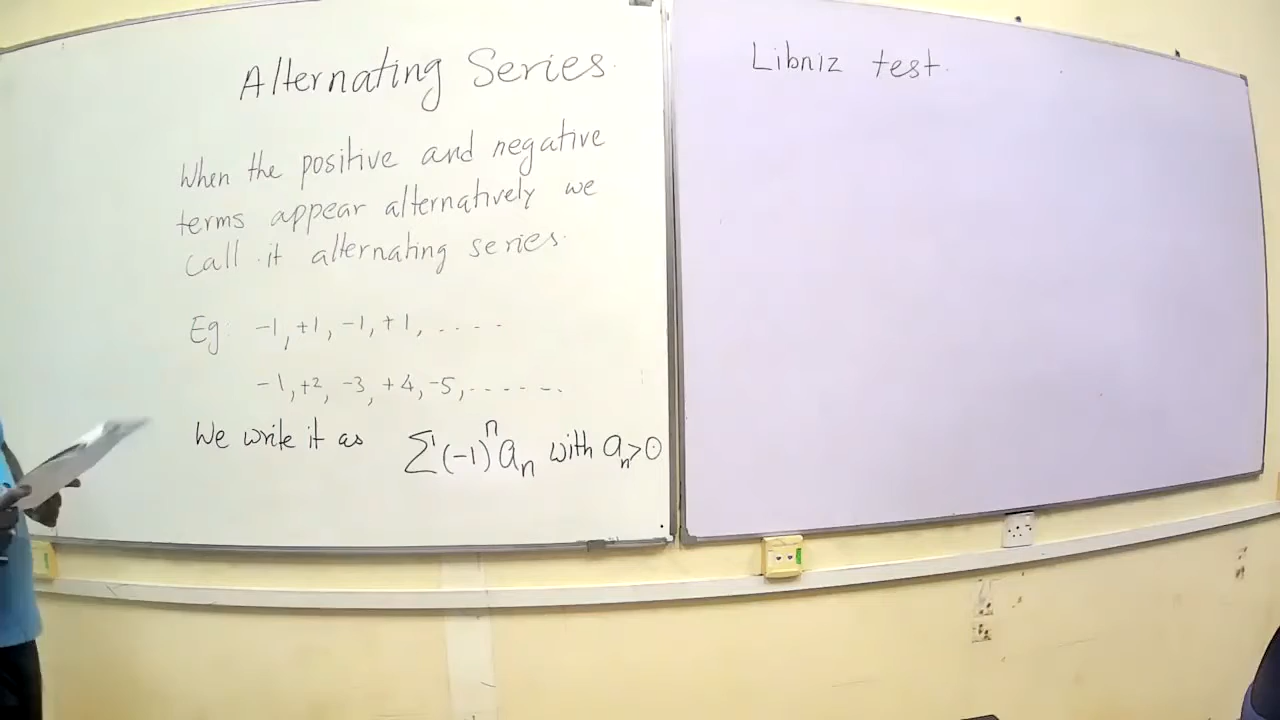 Alternating Series.
When the positive and negative
terms appear alternatively we
call it alternating series.
Eg: -1, +1, -1, +1, .....
-1, +2, -3, +4, -5, .......
We write it as ∑(-1)ⁿaₙ with aₙ>0
Libniz test.